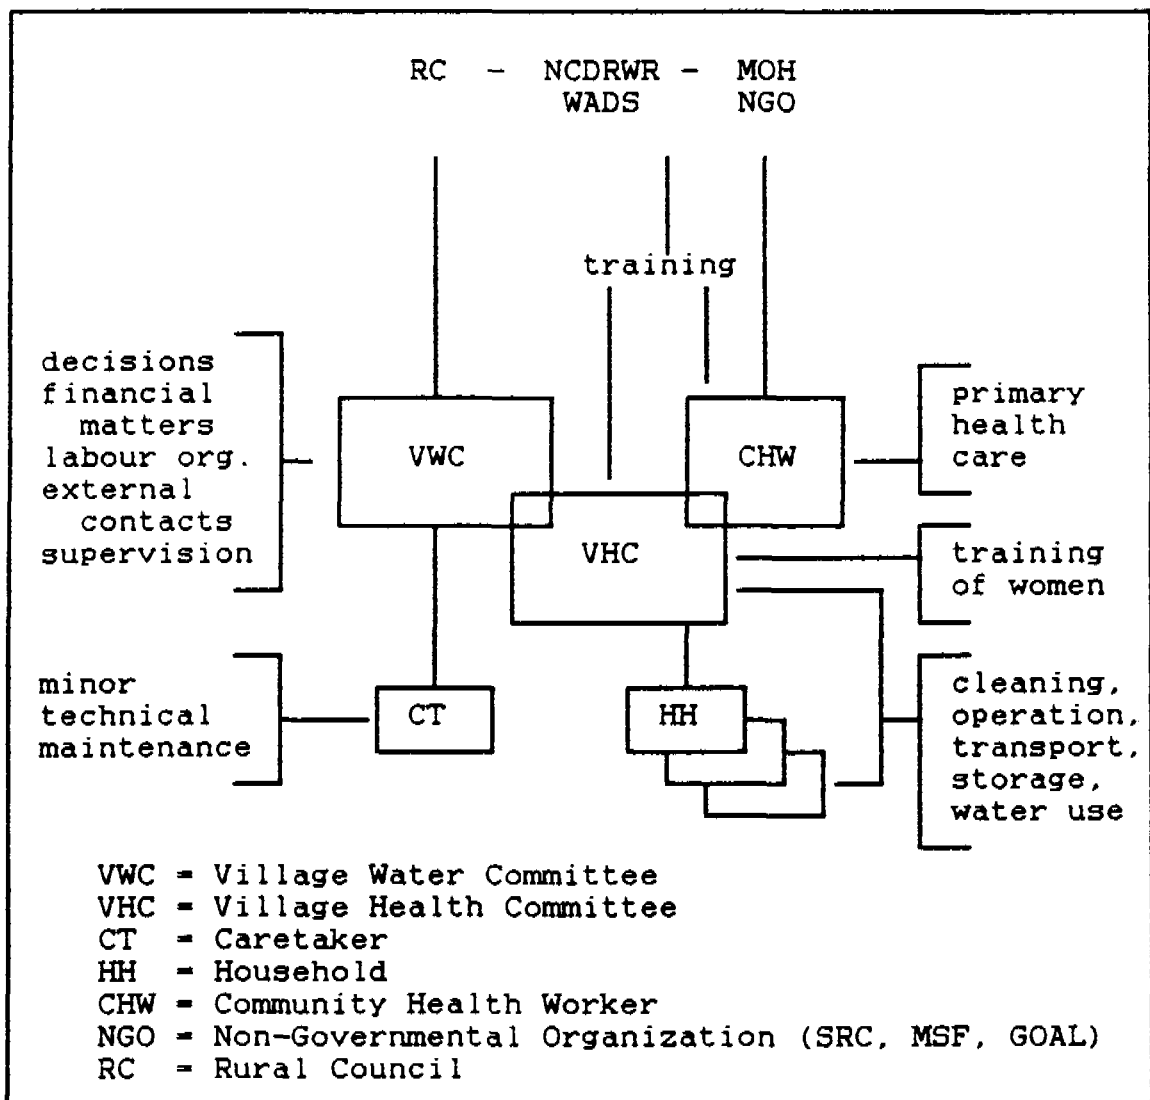 RC - NCDRWR - MOH
WADS NGO
training
decisions
financial
matters
labour org.
external
contacts
supervision
VWC
CHW
primary
health
care
VHC
training
of women
minor
technical
maintenance
CT
HH
cleaning,
operation,
transport,
storage,
water use
VWC = Village Water Committee
VHC = Village Health Committee
CT = Caretaker
HH = Household
CHW = Community Health Worker
NGO = Non-Governmental Organization (SRC, MSF, GOAL)
RC = Rural Council